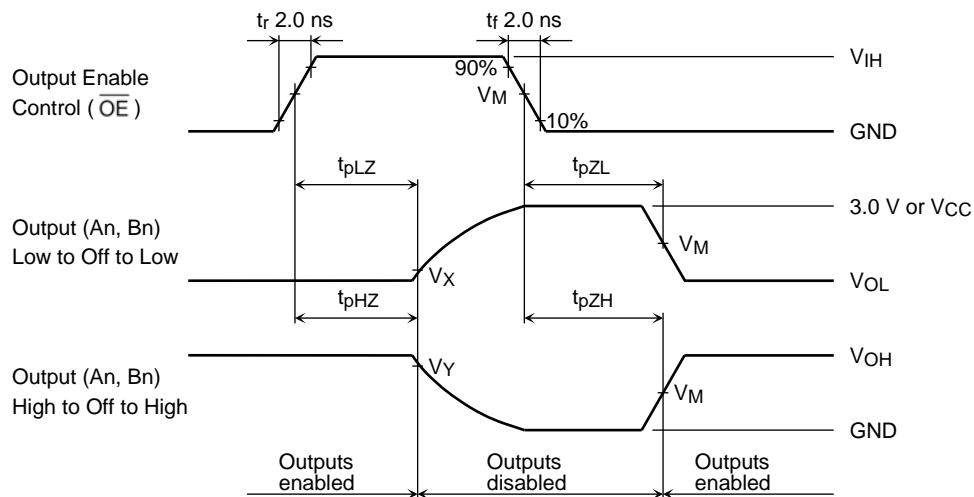 tr 2.0 ns
tf 2.0 ns
Output Enable
Control ( OE )
90%
VM
10%
VIH
GND
tpLZ
tpZL
Output (An, Bn)
Low to Off to Low
VX
VM
3.0 V or VCC
VOL
tpHZ
tpZH
Output (An, Bn)
High to Off to High
VY
VM
VOH
GND
Outputs
enabled
Outputs
disabled
Outputs
enabled